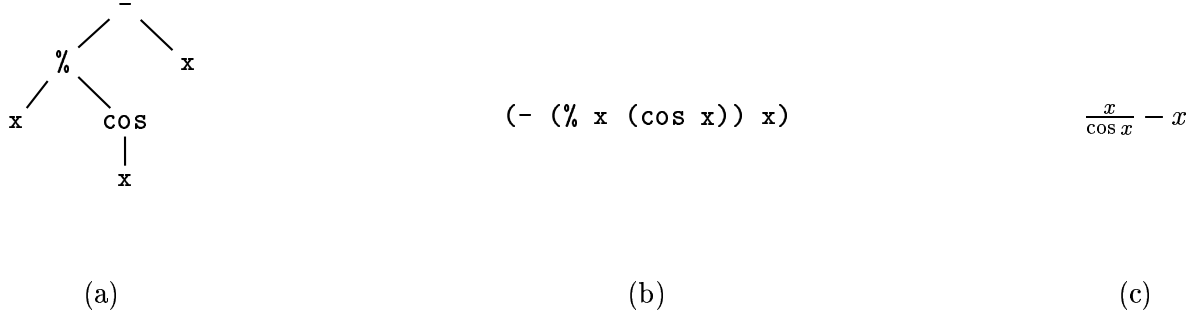 -
%
x
x
cos
x
(- (% x (cos x)) x)
x/cos x − x
(a)
(b)
(c)